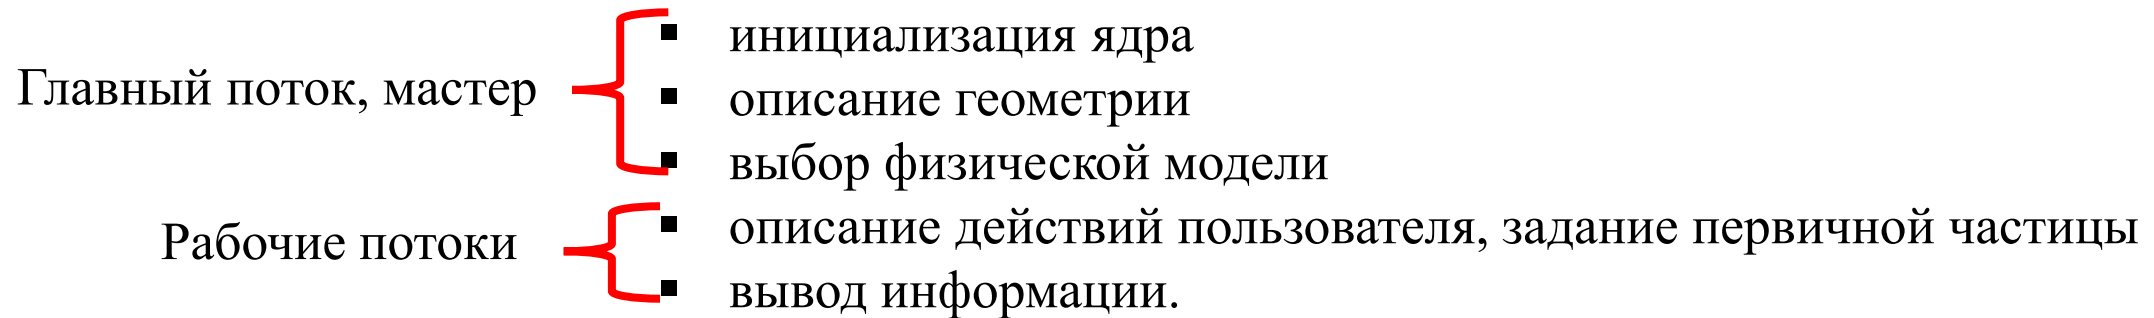 Главный поток, мастер
▪ инициализация ядра
▪ описание геометрии
▪ выбор физической модели
Рабочие потоки
▪ описание действий пользователя, задание первичной частицы
▪ вывод информации.